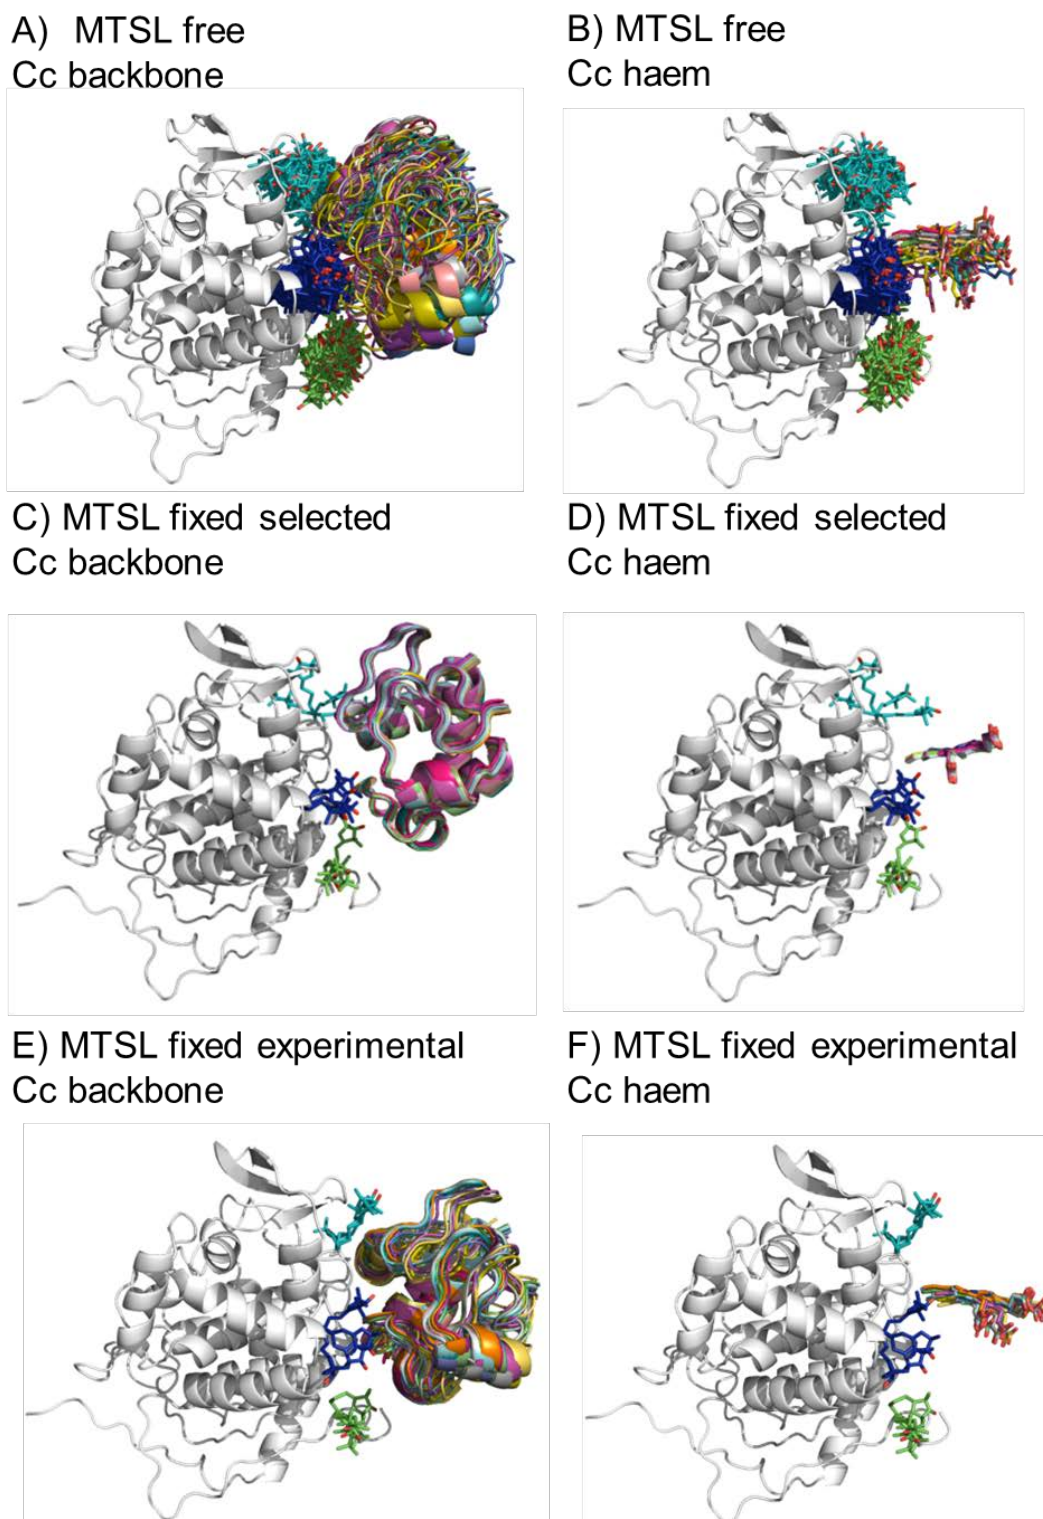 A) MTSL free
Cc backbone
B) MTSL free
Cc haem
C) MTSL fixed selected
Cc backbone
D) MTSL fixed selected
Cc haem
E) MTSL fixed experimental
Cc backbone
F) MTSL fixed experimental
Cc haem